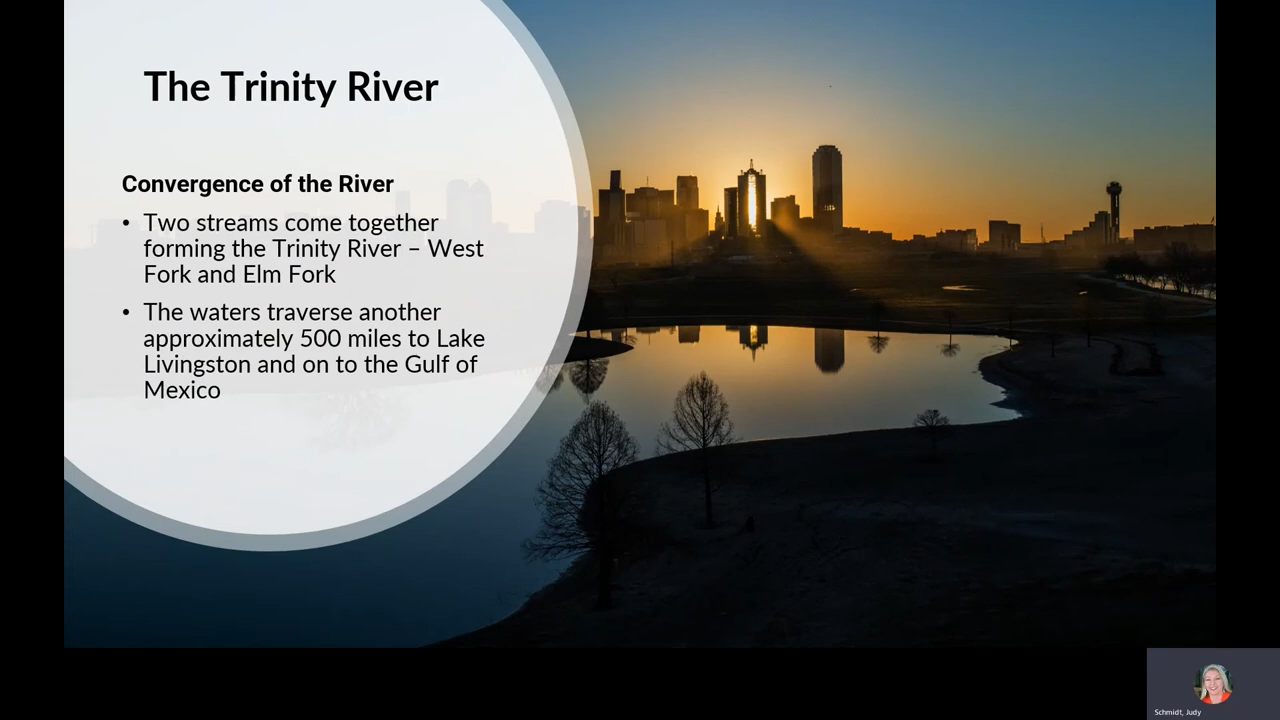 The Trinity River
Convergence of the River
• Two streams come together
forming the Trinity River – West
Fork and Elm Fork
• The waters traverse another
approximately 500 miles to Lake
Livingston and on to the Gulf of
Mexico
Schmidt, Judy